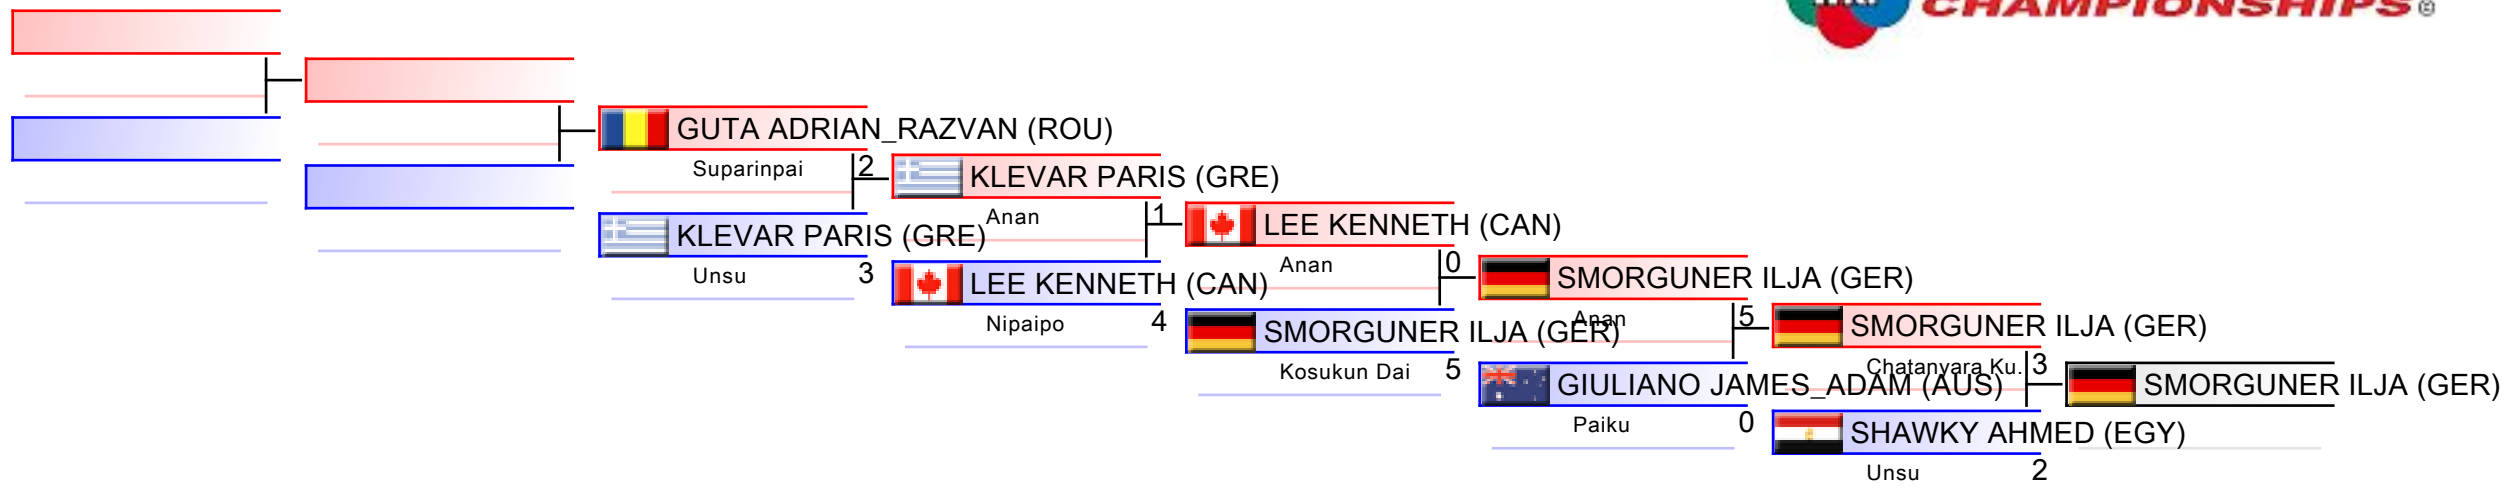 CHAMPIONSHIPS®
GUTA ADRIAN_RAZVAN (ROU)
Suparinpai 2
KLEVAR PARIS (GRE)
Unsu 3
KLEVAR PARIS (GRE)
Anan 1
LEE KENNETH (CAN)
Nipaipo 4
LEE KENNETH (CAN)
Anan 0
SMORGUNER ILJA (GER)
Kosukun Dai 5
SMORGUNER ILJA (GER)
Anan 5
GIULIANO JAMES_ADAM (AUS)
Paiku 0
SMORGUNER ILJA (GER)
Chatanyara Ku. 3
SHAWKY AHMED (EGY)
Unsu 2
SMORGUNER ILJA (GER)